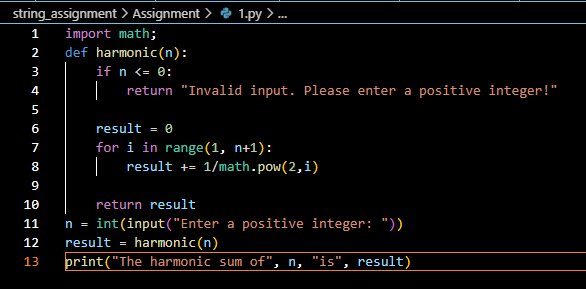 string_assignment > Assignment > 1.py > ...
1 import math;
2 def harmonic(n):
3     if n <= 0:
4         return "Invalid input. Please enter a positive integer!"
5
6     result = 0
7     for i in range(1, n+1):
8         result += 1/math.pow(2,i)
9
10     return result
11 n = int(input("Enter a positive integer: "))
12 result = harmonic(n)
13 print("The harmonic sum of", n, "is", result)